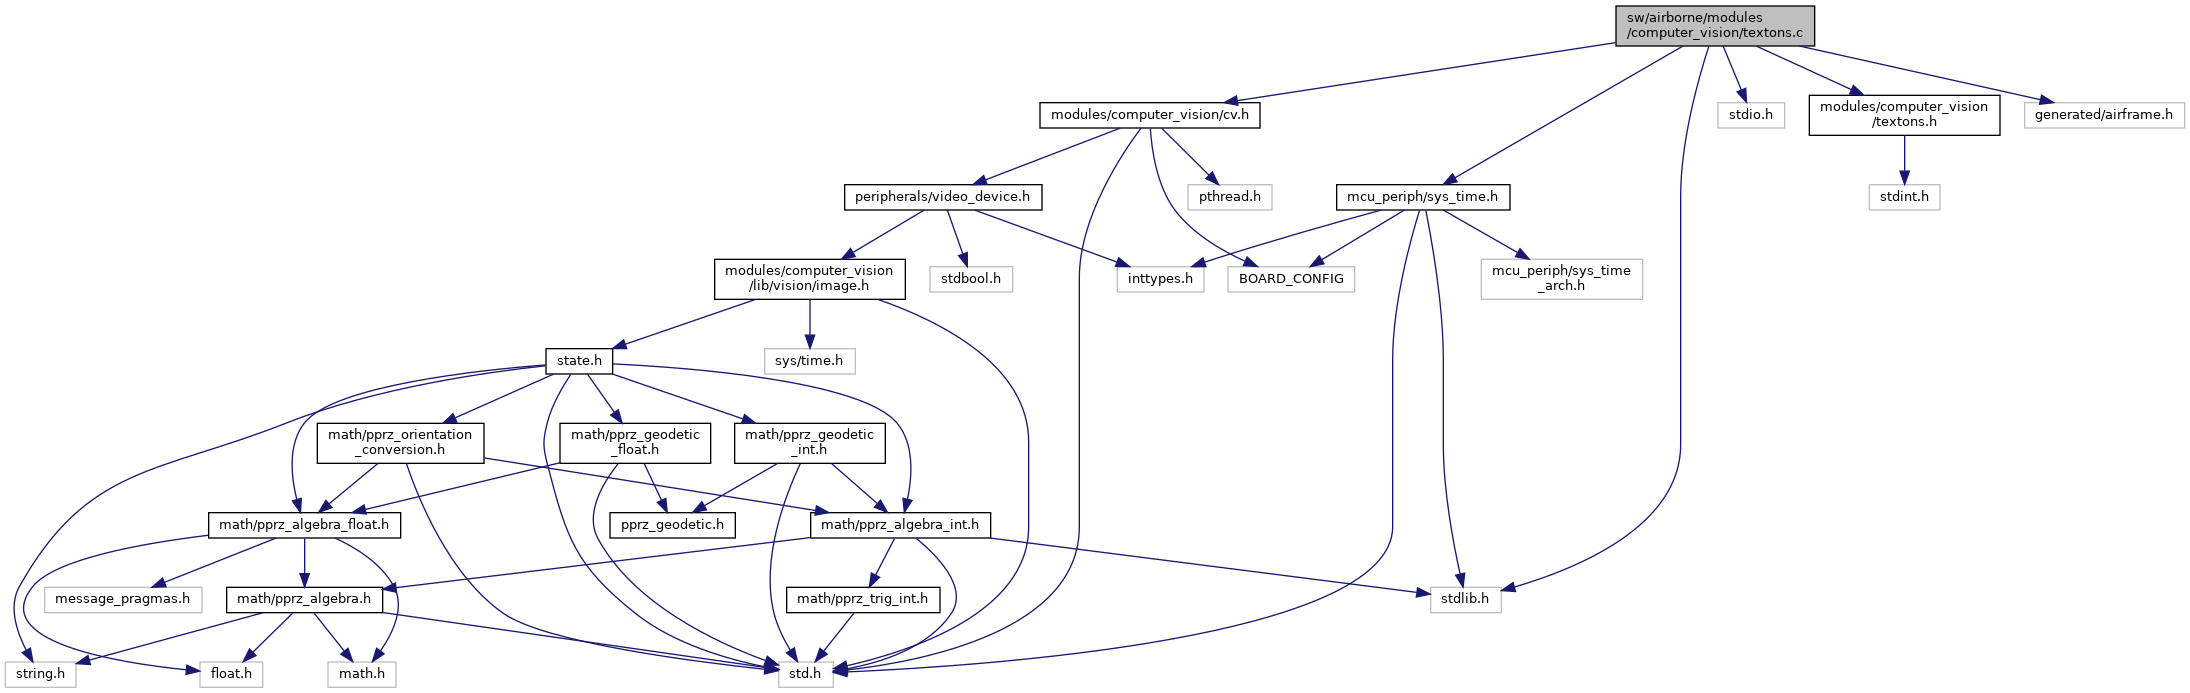 sw/airborne/modules
/computer_vision/textons.c
modules/computer_vision/cv.h
stdio.h
modules/computer_vision
/textons.h
generated/airframe.h
peripherals/video_device.h
pthread.h
mcu_periph/sys_time.h
stdint.h
modules/computer_vision
/lib/vision/image.h
stdbool.h
inttypes.h
BOARD_CONFIG
mcu_periph/sys_time
_arch.h
state.h
sys/time.h
math/pprz_orientation
_conversion.h
math/pprz_geodetic
_float.h
math/pprz_geodetic
_int.h
math/pprz_algebra_float.h
pprz_geodetic.h
math/pprz_algebra_int.h
message_pragmas.h
math/pprz_algebra.h
math/pprz_trig_int.h
stdlib.h
string.h
float.h
math.h
std.h